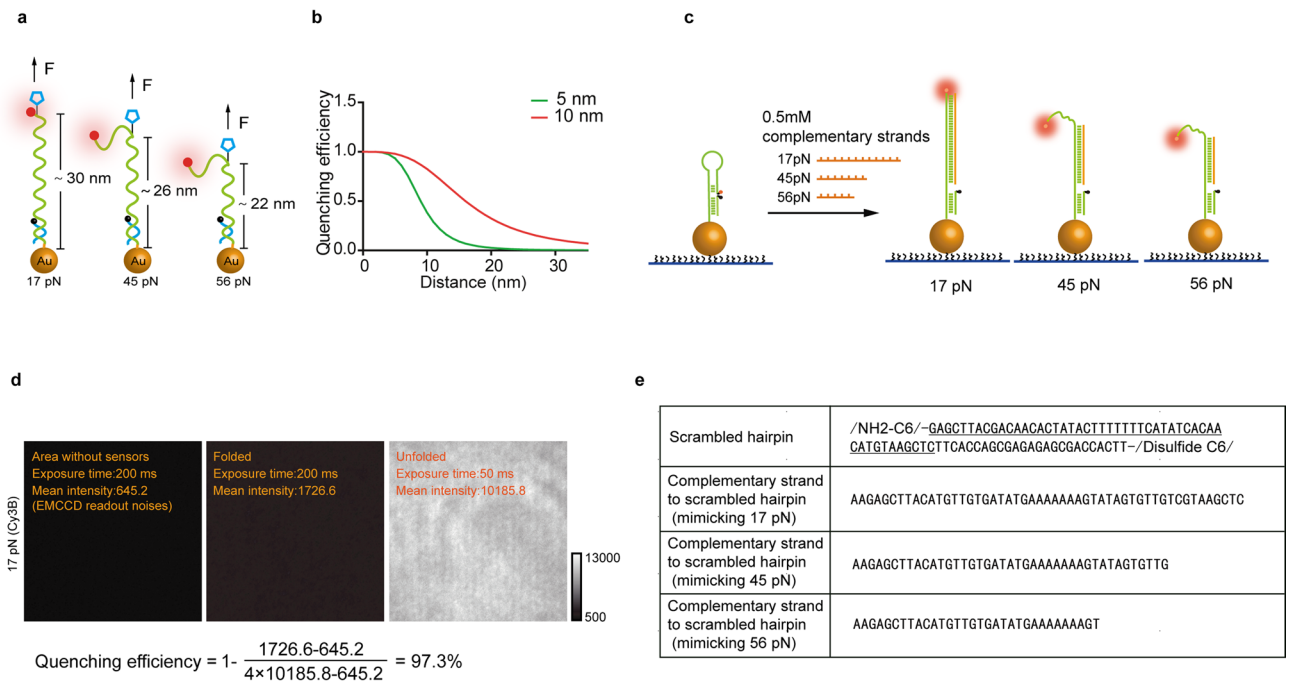 a
F
F
F
~ 30 nm
~ 26 nm
~ 22 nm
Au
Au
Au
17 pN
45 pN
56 pN
b
5 nm
10 nm
Quenching efficiency
1.5
1.0
0.5
0.0
0
10
20
30
Distance (nm)
c
0.5mM
complementary strands
17pN
45pN
56pN
17 pN
45 pN
56 pN
d
17 pN (Cy3B)
Area without sensors
Exposure time:200 ms
Mean intensity:645.2
(EMCCD readout noises)
Folded
Exposure time:200 ms
Mean intensity:1726.6
Unfolded
Exposure time:50 ms
Mean intensity:10185.8
13000
500
Quenching efficiency = 1- 1726.6-645.2 / 4×10185.8-645.2 = 97.3%
e
Scrambled hairpin
/NH2-C6/-GAGCTTACGACAACACTATACTTTTTTTCATATCACAA
CATGTAAGCTCTTCACCAGCGAGAGAGCGACCACTT-/Disulfide C6/
Complementary strand
to scrambled hairpin
(mimicking 17 pN)
AAGAGCTTACATGTTGTGATATGAAAAAAAGTATAGTGTTGTCGTAAGCTC
Complementary strand
to scrambled hairpin
(mimicking 45 pN)
AAGAGCTTACATGTTGTGATATGAAAAAAAGTATAGTGTTG
Complementary strand
to scrambled hairpin
(mimicking 56 pN)
AAGAGCTTACATGTTGTGATATGAAAAAAAGT